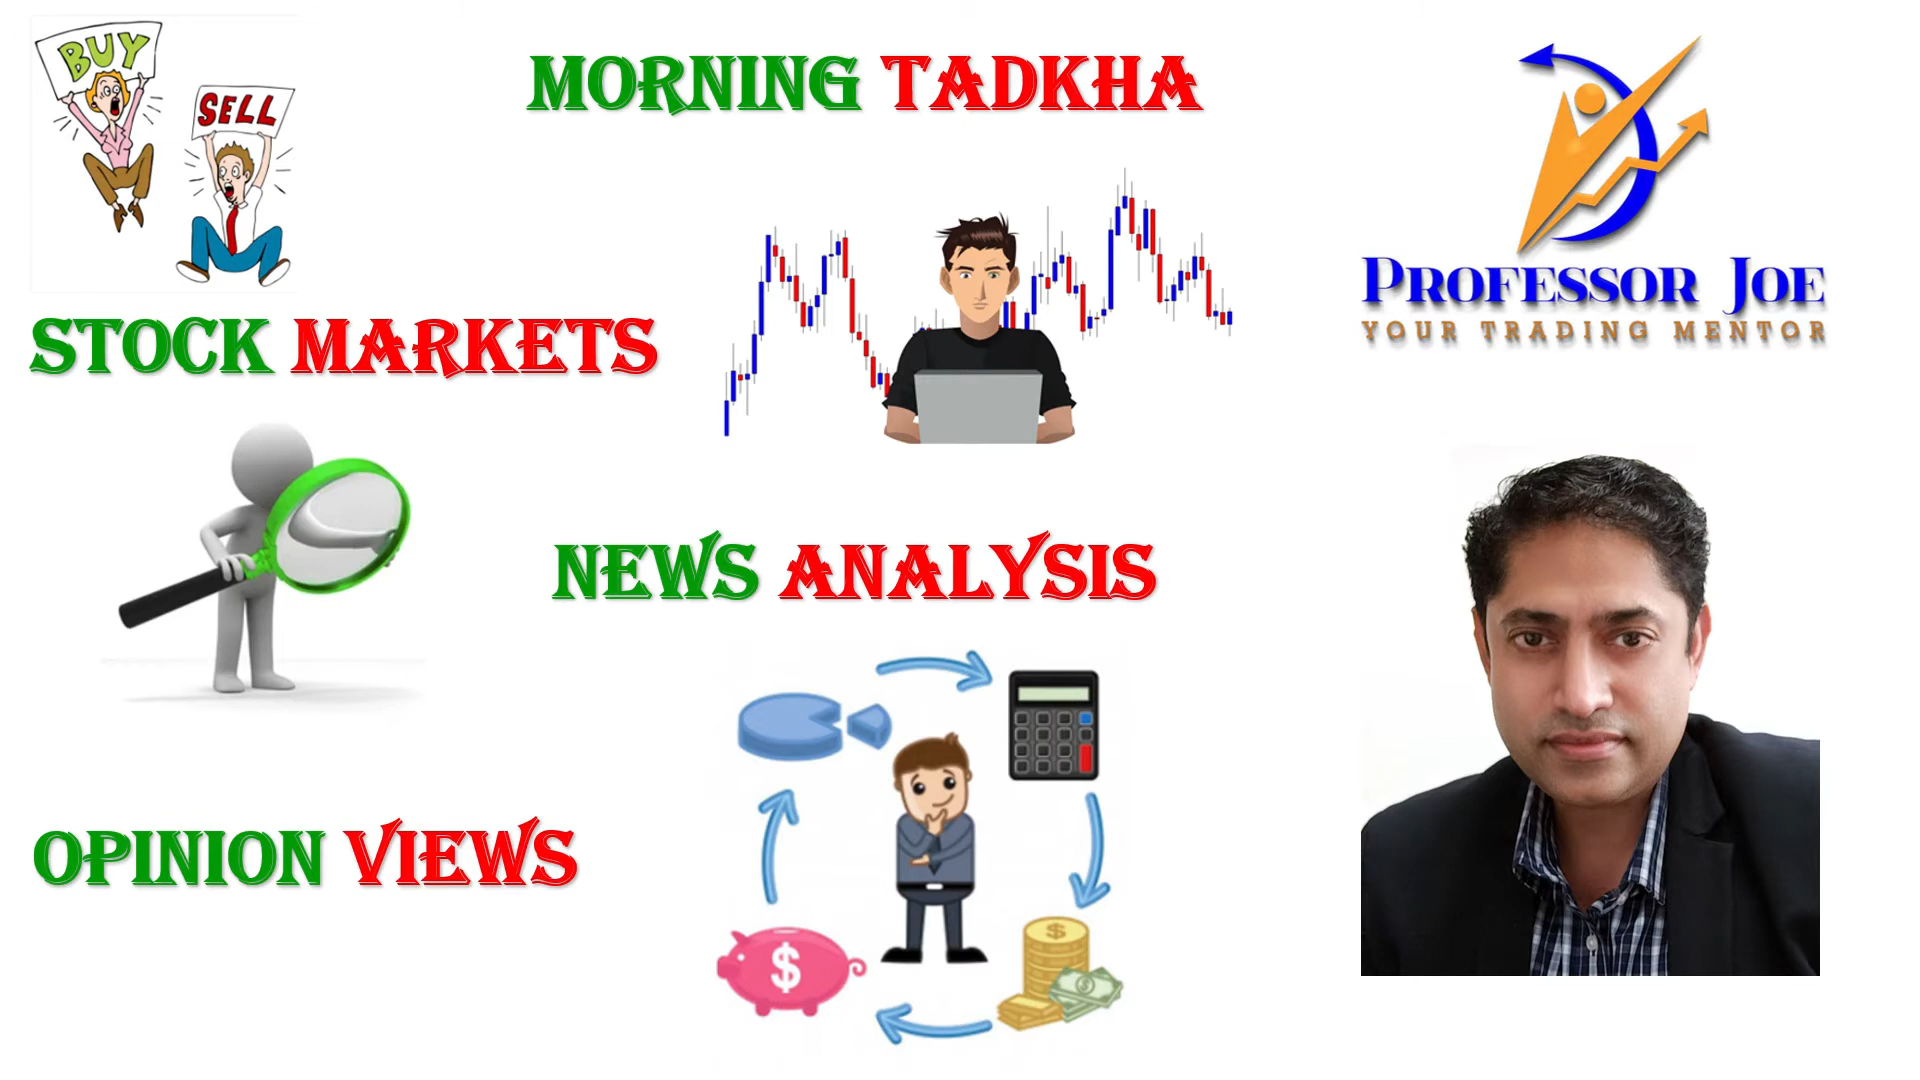 BUY
SELL
MORNING TADKHA
PROFESSOR JOE
YOUR TRADING MENTOR
STOCK MARKETS
NEWS ANALYSIS
OPINION VIEWS
$
$
$